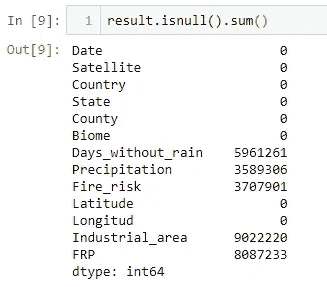 In [9]: 1 result.isnull().sum()
Out[9]: Date 0
Satellite 0
Country 0
State 0
County 0
Biome 0
Days_without_rain 5961261
Precipitation 3589306
Fire_risk 3707901
Latitude 0
Longitud 0
Industrial_area 9022220
FRP 8087233
dtype: int64